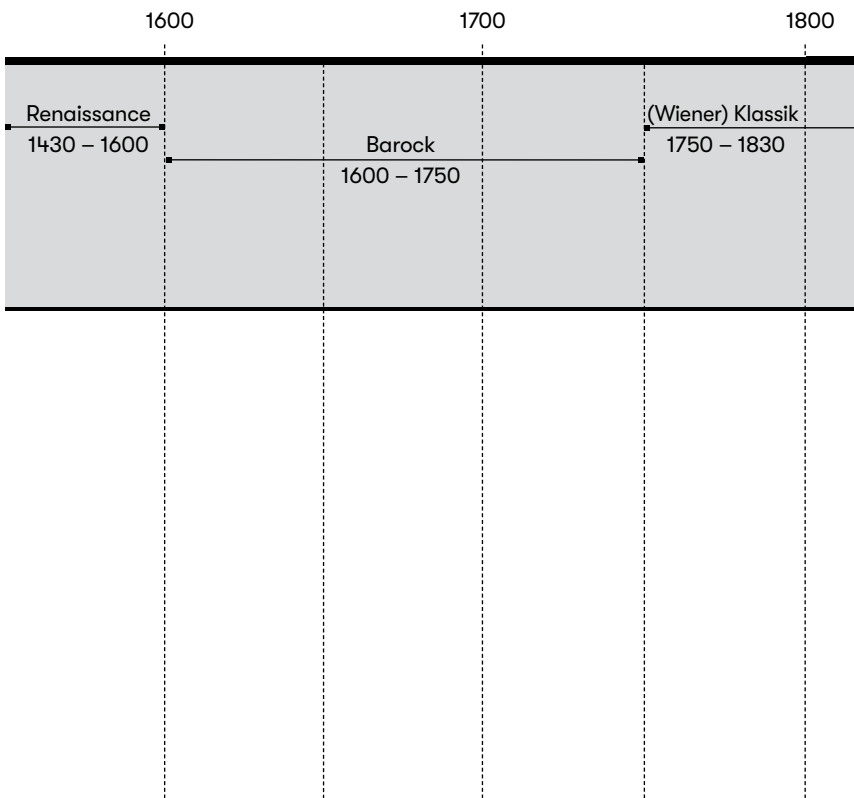 1600 1700 1800
Renaissance
1430 – 1600
Barock
1600 – 1750
(Wiener) Klassik
1750 – 1830